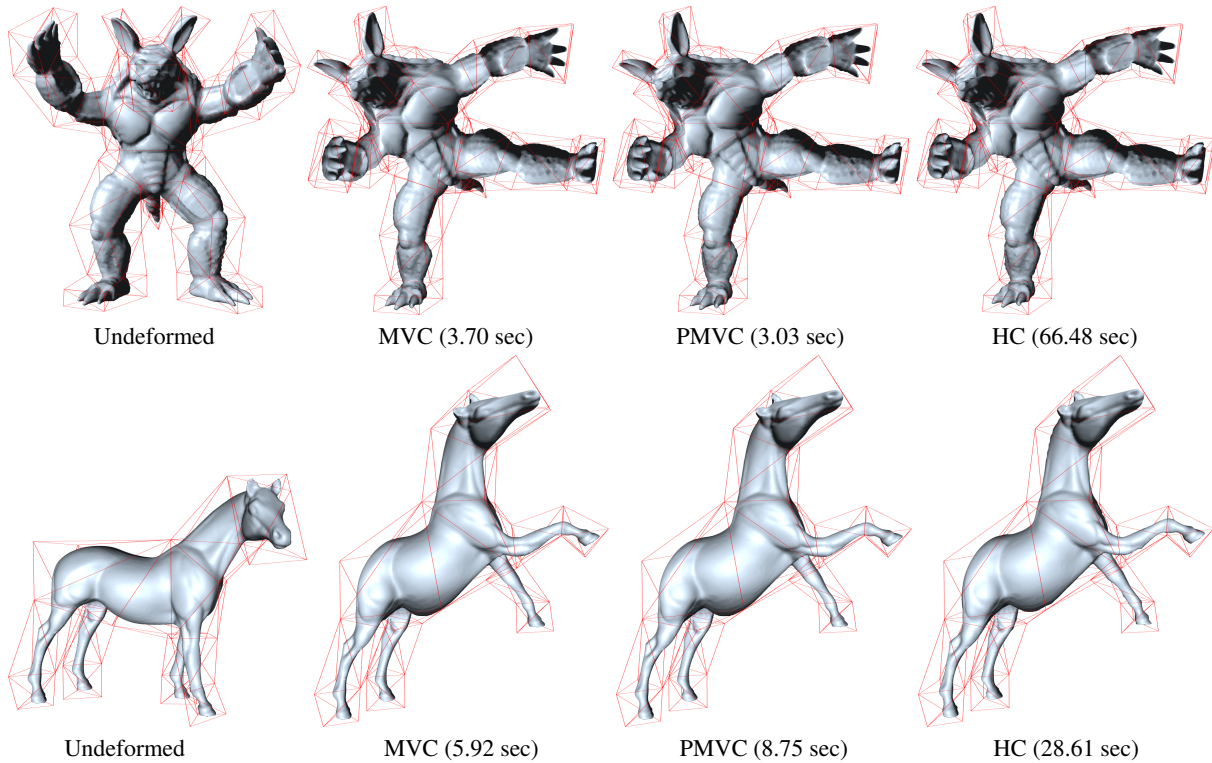 Undeformed
MVC (3.70 sec)
PMVC (3.03 sec)
HC (66.48 sec)
Undeformed
MVC (5.92 sec)
PMVC (8.75 sec)
HC (28.61 sec)